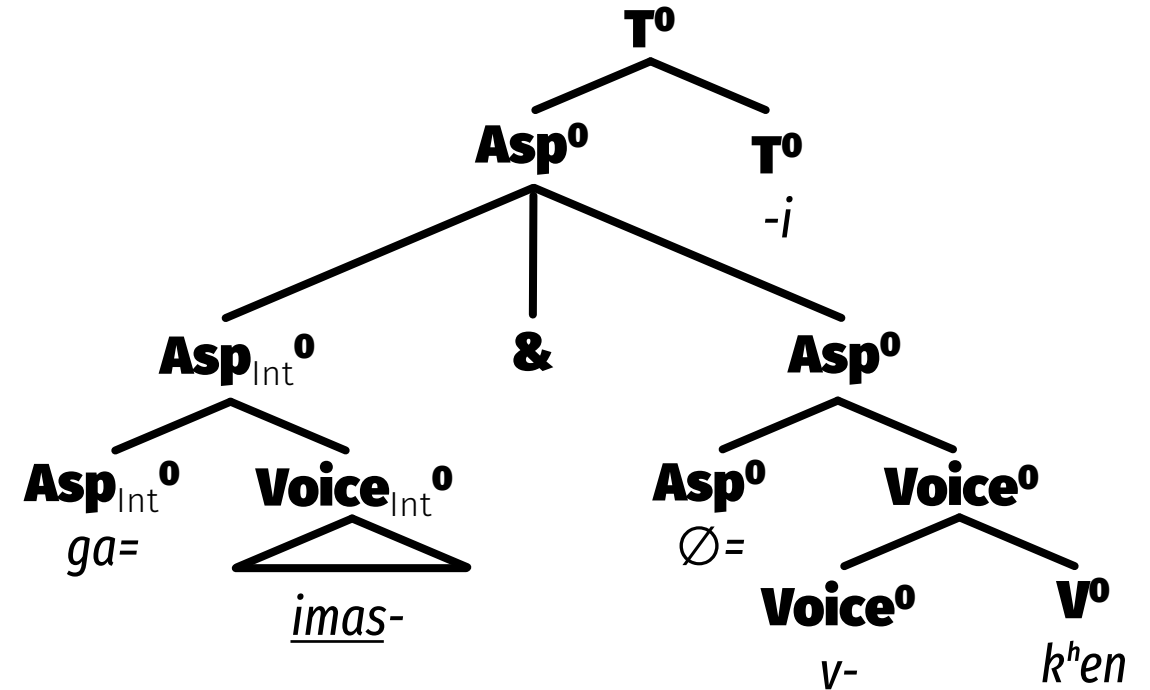 T⁰
Asp⁰ T⁰
-i
Asp_Int⁰ & Asp⁰
Asp_Int⁰ Voice_Int⁰ Asp⁰ Voice⁰
ga= ∅=
imas- Voice⁰ V⁰
v- kʰen